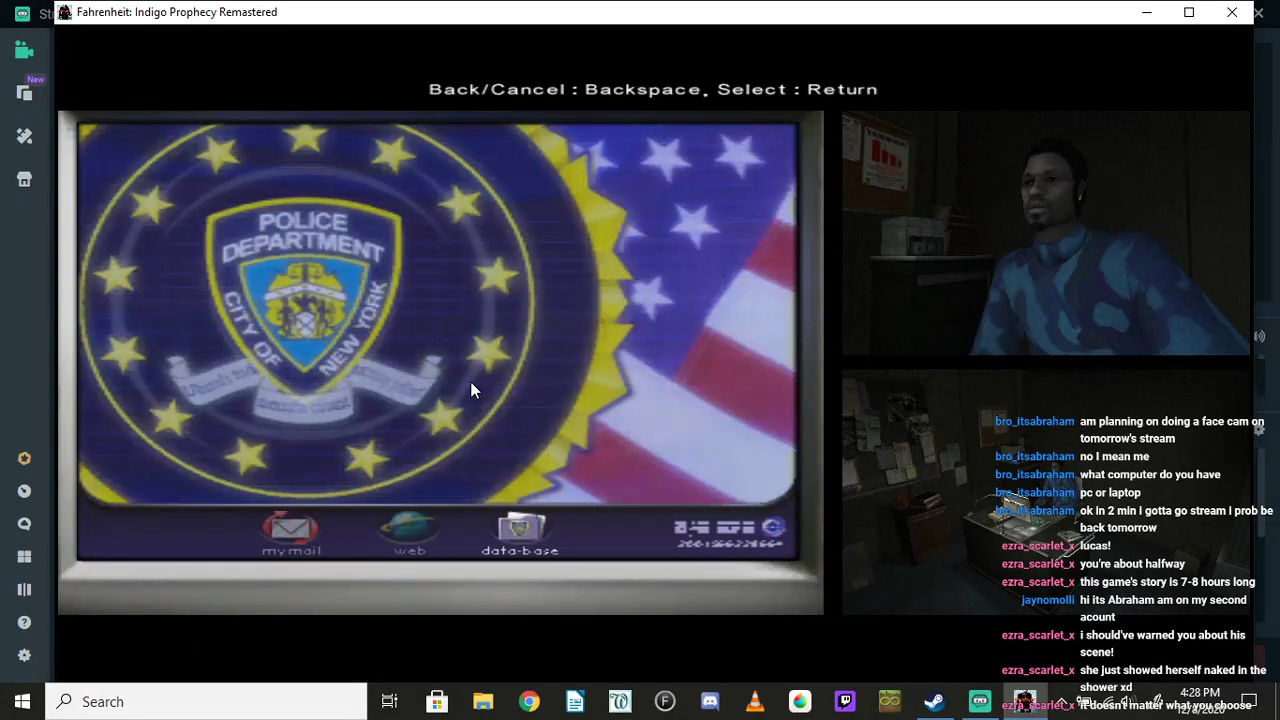 St
Fahrenheit: Indigo Prophecy Remastered
New
Back/Cancel : Backspace, Select : Return
POLICE
DEPARTMENT
CITY OF
NEW YORK
my mail
web
data-base
bro_itsabraham am planning on doing a face cam on
tomorrow's stream
bro_itsabraham no I mean me
bro_itsabraham what computer do you have
bro_itsabraham pc or laptop
bro_itsabraham ok in 2 min I gotta go stream i prob be
back tomorrow
ezra_scarlet_x lucas!
ezra_scarlet_x you're about halfway
ezra_scarlet_x this game's story is 7-8 hours long
jaynomolli hi its Abraham am on my second
acount
ezra_scarlet_x i should've warned you about his
scene!
ezra_scarlet_x she just showed herself naked in the
shower xd
ezra_scarlet_x it doesn't matter what you choose
Search
4:28 PM